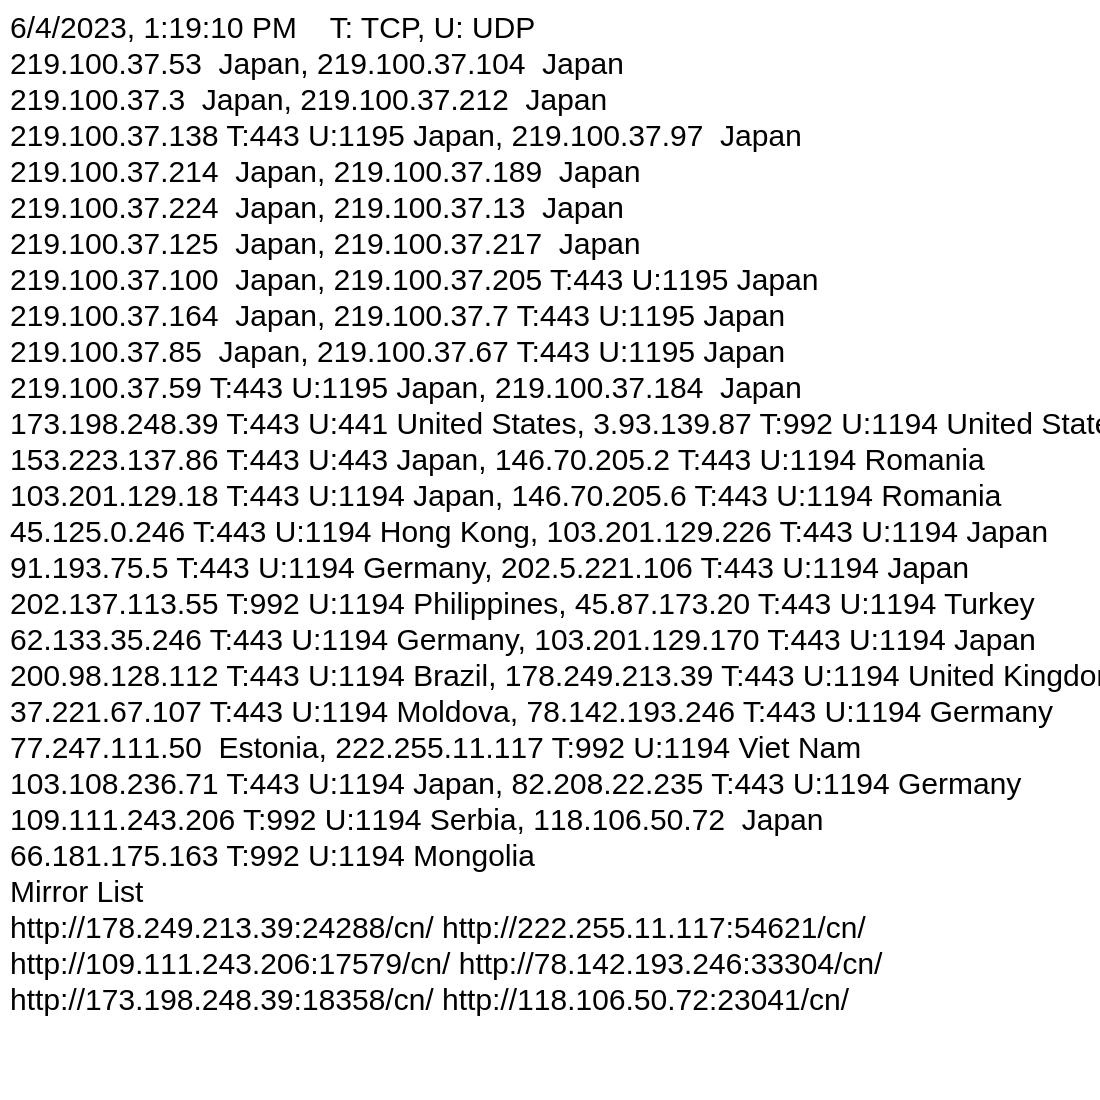 6/4/2023, 1:19:10 PM    T: TCP, U: UDP
219.100.37.53  Japan, 219.100.37.104  Japan
219.100.37.3  Japan, 219.100.37.212  Japan
219.100.37.138 T:443 U:1195 Japan, 219.100.37.97  Japan
219.100.37.214  Japan, 219.100.37.189  Japan
219.100.37.224  Japan, 219.100.37.13  Japan
219.100.37.125  Japan, 219.100.37.217  Japan
219.100.37.100  Japan, 219.100.37.205 T:443 U:1195 Japan
219.100.37.164  Japan, 219.100.37.7 T:443 U:1195 Japan
219.100.37.85  Japan, 219.100.37.67 T:443 U:1195 Japan
219.100.37.59 T:443 U:1195 Japan, 219.100.37.184  Japan
173.198.248.39 T:443 U:441 United States, 3.93.139.87 T:992 U:1194 United State
153.223.137.86 T:443 U:443 Japan, 146.70.205.2 T:443 U:1194 Romania
103.201.129.18 T:443 U:1194 Japan, 146.70.205.6 T:443 U:1194 Romania
45.125.0.246 T:443 U:1194 Hong Kong, 103.201.129.226 T:443 U:1194 Japan
91.193.75.5 T:443 U:1194 Germany, 202.5.221.106 T:443 U:1194 Japan
202.137.113.55 T:992 U:1194 Philippines, 45.87.173.20 T:443 U:1194 Turkey
62.133.35.246 T:443 U:1194 Germany, 103.201.129.170 T:443 U:1194 Japan
200.98.128.112 T:443 U:1194 Brazil, 178.249.213.39 T:443 U:1194 United Kingdo
37.221.67.107 T:443 U:1194 Moldova, 78.142.193.246 T:443 U:1194 Germany
77.247.111.50  Estonia, 222.255.11.117 T:992 U:1194 Viet Nam
103.108.236.71 T:443 U:1194 Japan, 82.208.22.235 T:443 U:1194 Germany
109.111.243.206 T:992 U:1194 Serbia, 118.106.50.72  Japan
66.181.175.163 T:992 U:1194 Mongolia
Mirror List
http://178.249.213.39:24288/cn/ http://222.255.11.117:54621/cn/
http://109.111.243.206:17579/cn/ http://78.142.193.246:33304/cn/
http://173.198.248.39:18358/cn/ http://118.106.50.72:23041/cn/